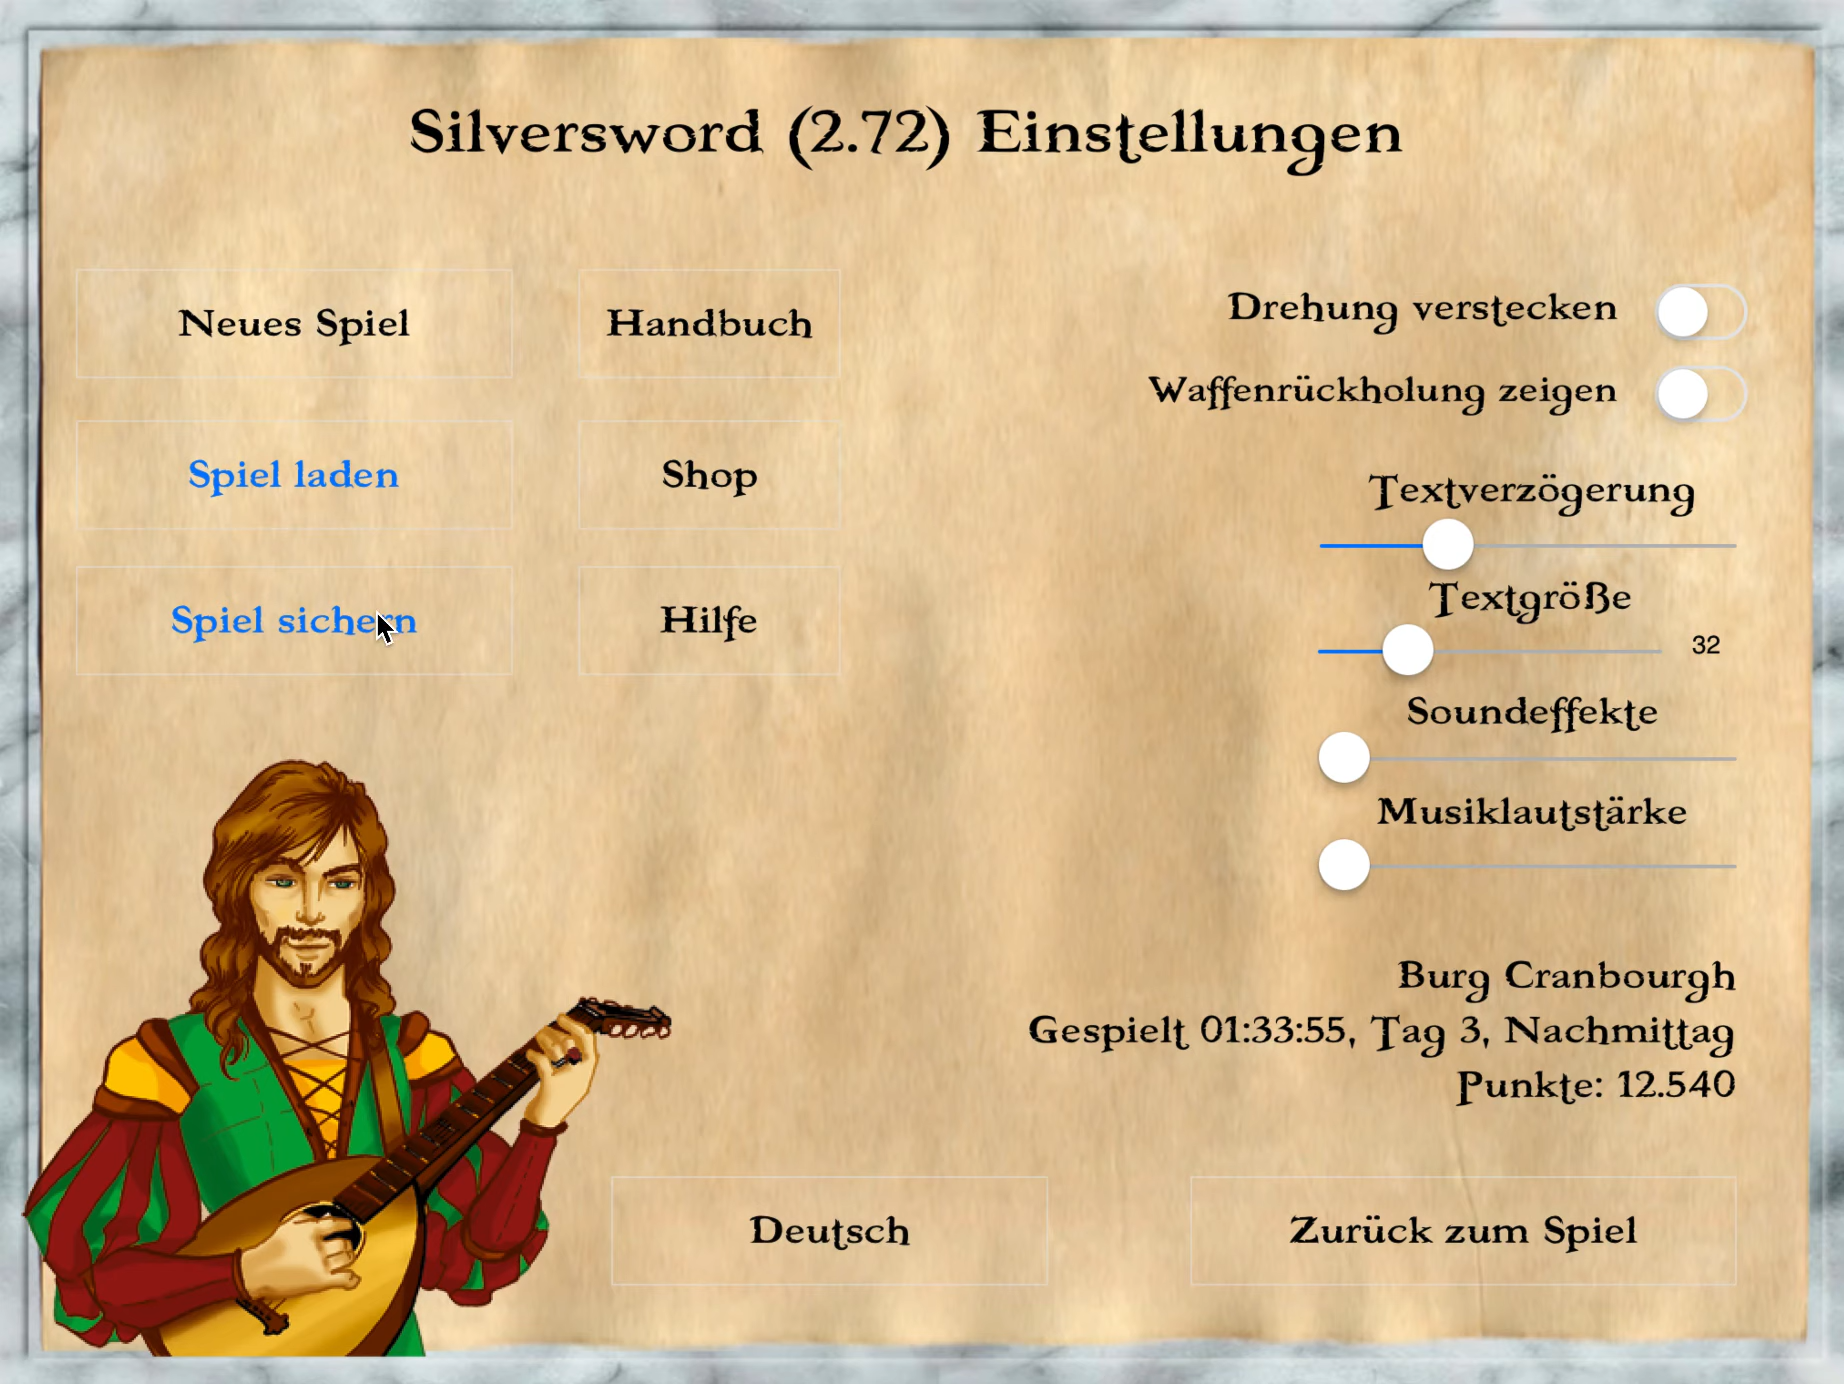 Silversword (2.72) Einstellungen
Neues Spiel
Handbuch
Spiel laden
Shop
Spiel sichern
Hilfe
Drehung verstecken
Waffenrückholung zeigen
Textverzögerung
Textgröße
32
Soundeffekte
Musiklautstärke
Burg Cranbourgh
Gespielt 01:33:55, Tag 3, Nachmittag
Punkte: 12.540
Deutsch
Zurück zum Spiel